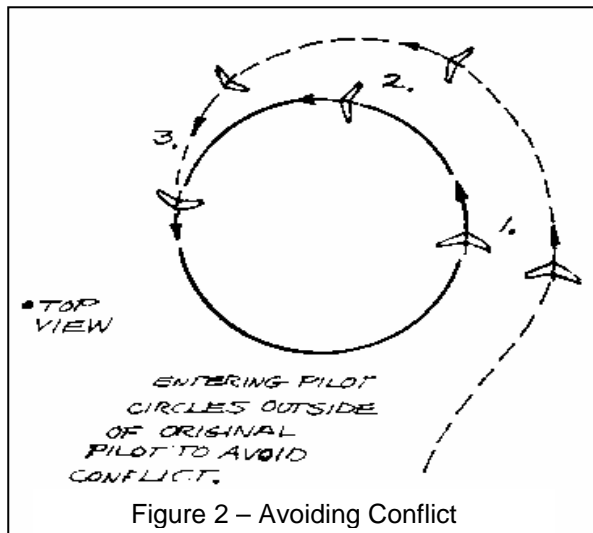 2.
3.
1.
• TOP
VIEW
ENTERING PILOT
CIRCLES OUTSIDE
OF ORIGINAL
PILOT TO AVOID
CONFLICT.
Figure 2 – Avoiding Conflict